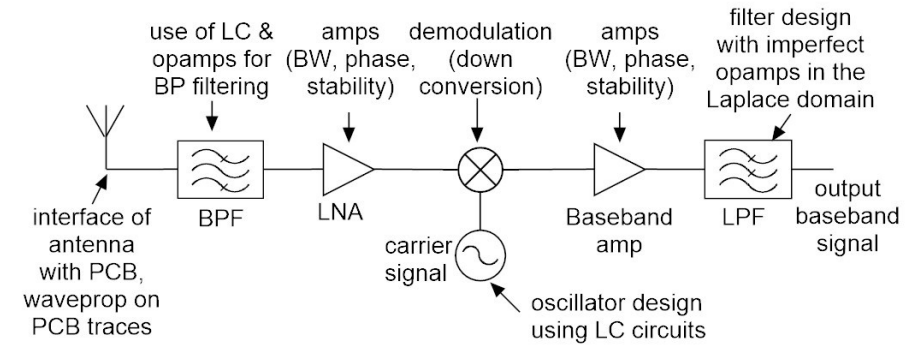 use of LC &
opamps for
BP filtering
amps
(BW, phase,
stability)
demodulation
(down
conversion)
amps
(BW, phase,
stability)
filter design
with imperfect
opamps in the
Laplace domain
BPF
LNA
Baseband
amp
LPF
output
baseband
signal
interface of
antenna
with PCB,
waveprop on
PCB traces
carrier
signal
oscillator design
using LC circuits